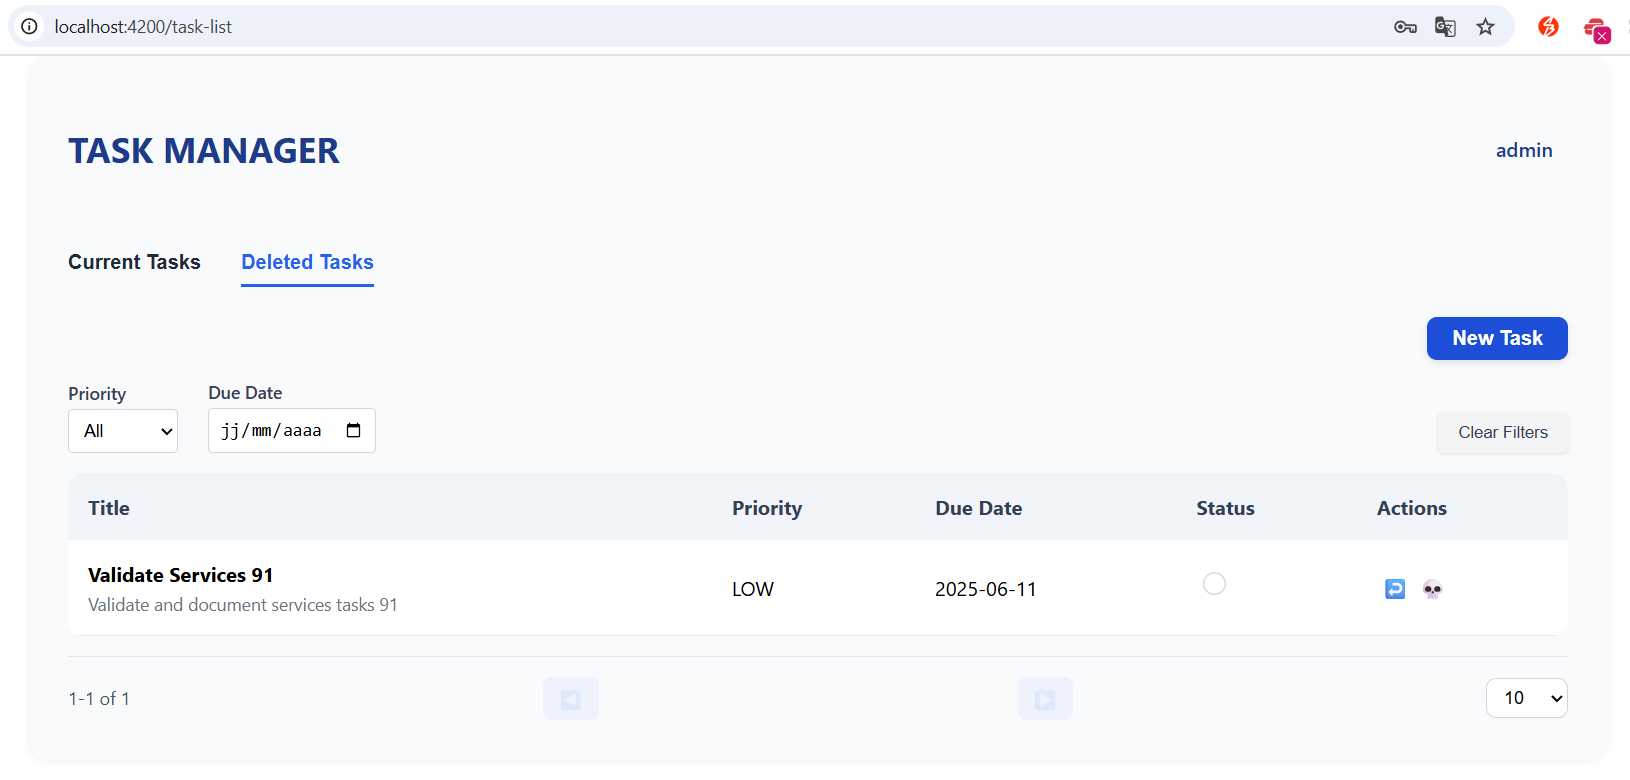 localhost:4200/task-list
TASK MANAGER
admin
Current Tasks
Deleted Tasks
New Task
Priority
Due Date
All
jj/mm/aaaa
Clear Filters
Title
Priority
Due Date
Status
Actions
Validate Services 91
Validate and document services tasks 91
LOW
2025-06-11
1-1 of 1
10